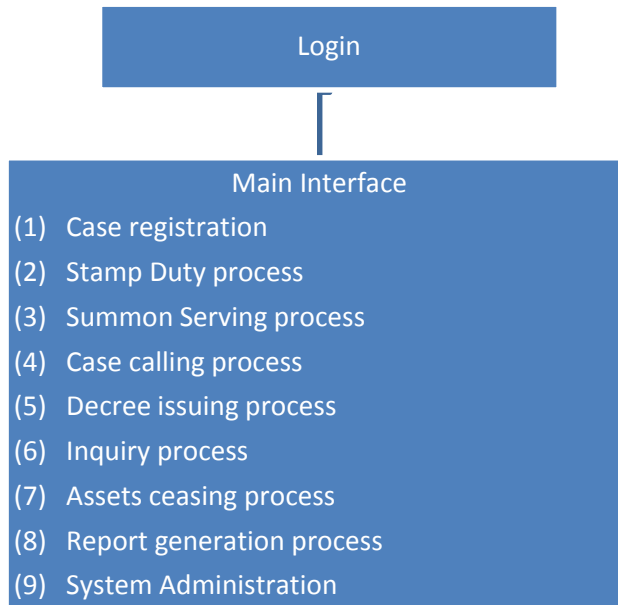 Login
Main Interface
(1) Case registration
(2) Stamp Duty process
(3) Summon Serving process
(4) Case calling process
(5) Decree issuing process
(6) Inquiry process
(7) Assets ceasing process
(8) Report generation process
(9) System Administration